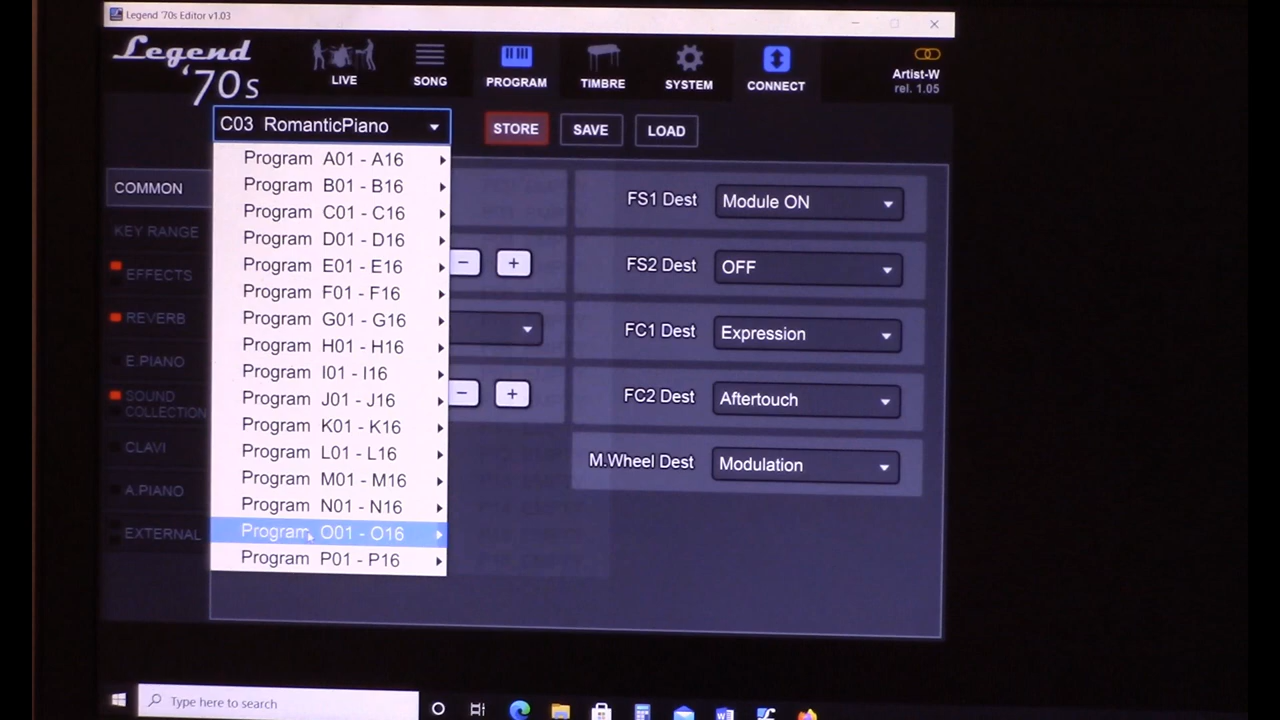 Legend '70s Editor v1.03
Legend '70s
LIVE
SONG
PROGRAM
TIMBRE
SYSTEM
CONNECT
Artist-W
rel. 1.05
C03 RomanticPiano
STORE
SAVE
LOAD
Program A01 - A16
Program B01 - B16
Program C01 - C16
Program D01 - D16
Program E01 - E16
Program F01 - F16
Program G01 - G16
Program H01 - H16
Program I01 - I16
Program J01 - J16
Program K01 - K16
Program L01 - L16
Program M01 - M16
Program N01 - N16
Program O01 - O16
Program P01 - P16
COMMON
KEY RANGE
EFFECTS
REVERB
E.PIANO
SOUND
COLLECTION
CLAVI
A.PIANO
EXTERNAL
- +
- +
FS1 Dest Module ON
FS2 Dest OFF
FC1 Dest Expression
FC2 Dest Aftertouch
M.Wheel Dest Modulation
Type here to search